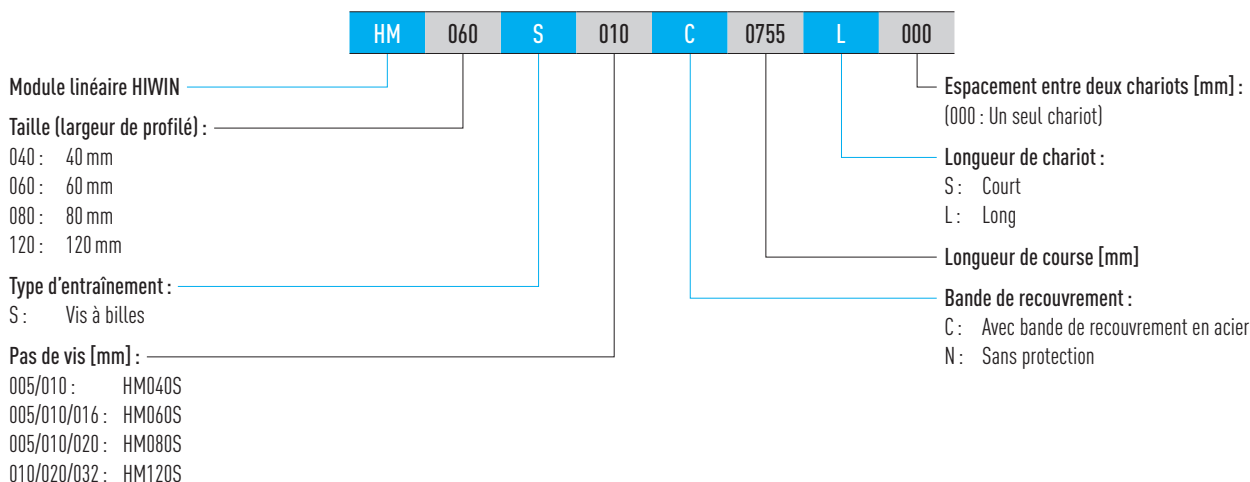 HM 060 S 010 C 0755 L 000
Module linéaire HIWIN
Taille (largeur de profilé) :
040 : 40 mm
060 : 60 mm
080 : 80 mm
120 : 120 mm
Type d’entraînement :
S : Vis à billes
Pas de vis [mm] :
005/010 : HM040S
005/010/016 : HM060S
005/010/020 : HM080S
010/020/032 : HM120S
Espacement entre deux chariots [mm] :
(000 : Un seul chariot)
Longueur de chariot :
S : Court
L : Long
Longueur de course [mm]
Bande de recouvrement :
C : Avec bande de recouvrement en acier
N : Sans protection